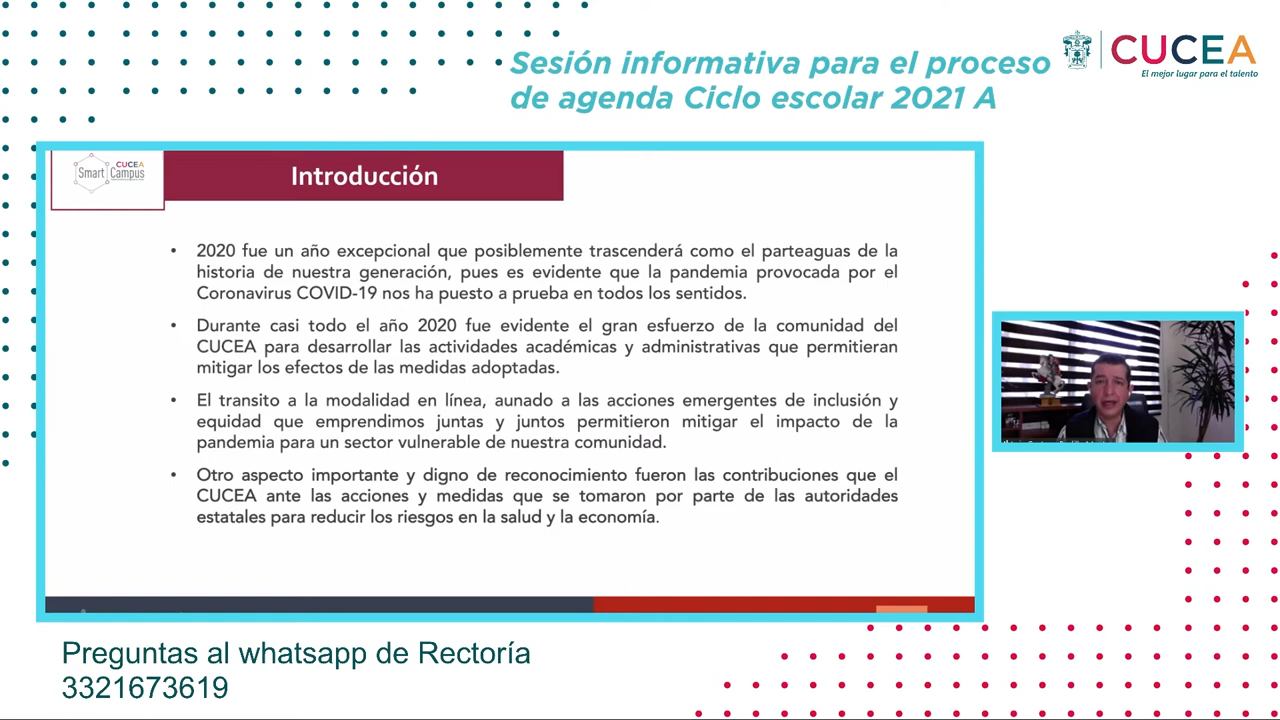 Sesión informativa para el proceso
de agenda Ciclo escolar 2021 A
CUCEA
El mejor lugar para el talento
CUCEA
Smart Campus
Introducción
• 2020 fue un año excepcional que posiblemente trascenderá como el parteaguas de la
historia de nuestra generación, pues es evidente que la pandemia provocada por el
Coronavirus COVID-19 nos ha puesto a prueba en todos los sentidos.
• Durante casi todo el año 2020 fue evidente el gran esfuerzo de la comunidad del
CUCEA para desarrollar las actividades académicas y administrativas que permitieran
mitigar los efectos de las medidas adoptadas.
• El transito a la modalidad en línea, aunado a las acciones emergentes de inclusión y
equidad que emprendimos juntas y juntos permitieron mitigar el impacto de la
pandemia para un sector vulnerable de nuestra comunidad.
• Otro aspecto importante y digno de reconocimiento fueron las contribuciones que el
CUCEA ante las acciones y medidas que se tomaron por parte de las autoridades
estatales para reducir los riesgos en la salud y la economía.
Preguntas al whatsapp de Rectoría
3321673619